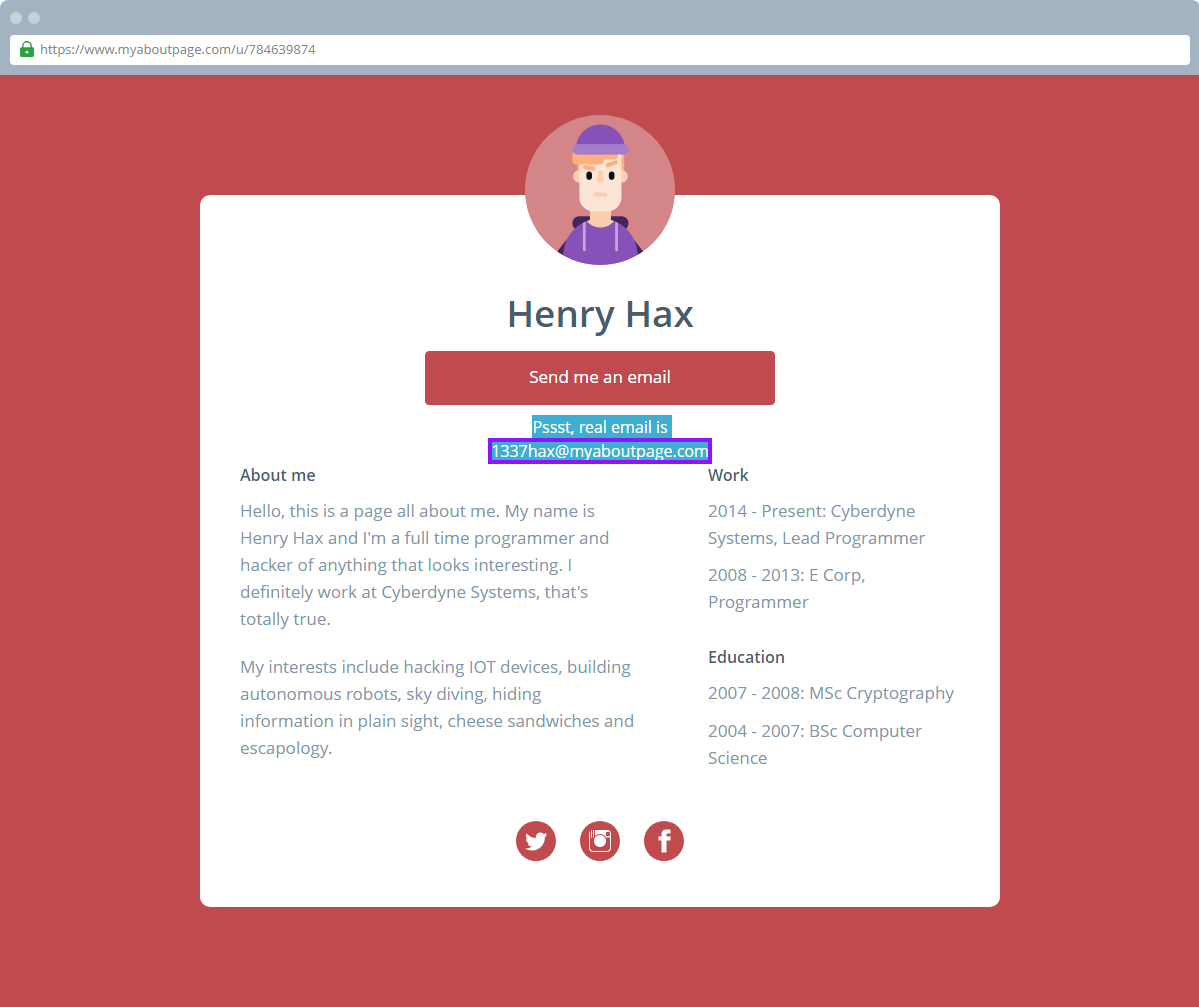 https://www.myaboutpage.com/u/784639874
Henry Hax
Send me an email
Pssst, real email is
1337hax@myaboutpage.com
About me
Hello, this is a page all about me. My name is
Henry Hax and I'm a full time programmer and
hacker of anything that looks interesting. I
definitely work at Cyberdyne Systems, that's
totally true.
My interests include hacking IOT devices, building
autonomous robots, sky diving, hiding
information in plain sight, cheese sandwiches and
escapology.
Work
2014 - Present: Cyberdyne
Systems, Lead Programmer
2008 - 2013: E Corp,
Programmer
Education
2007 - 2008: MSc Cryptography
2004 - 2007: BSc Computer
Science